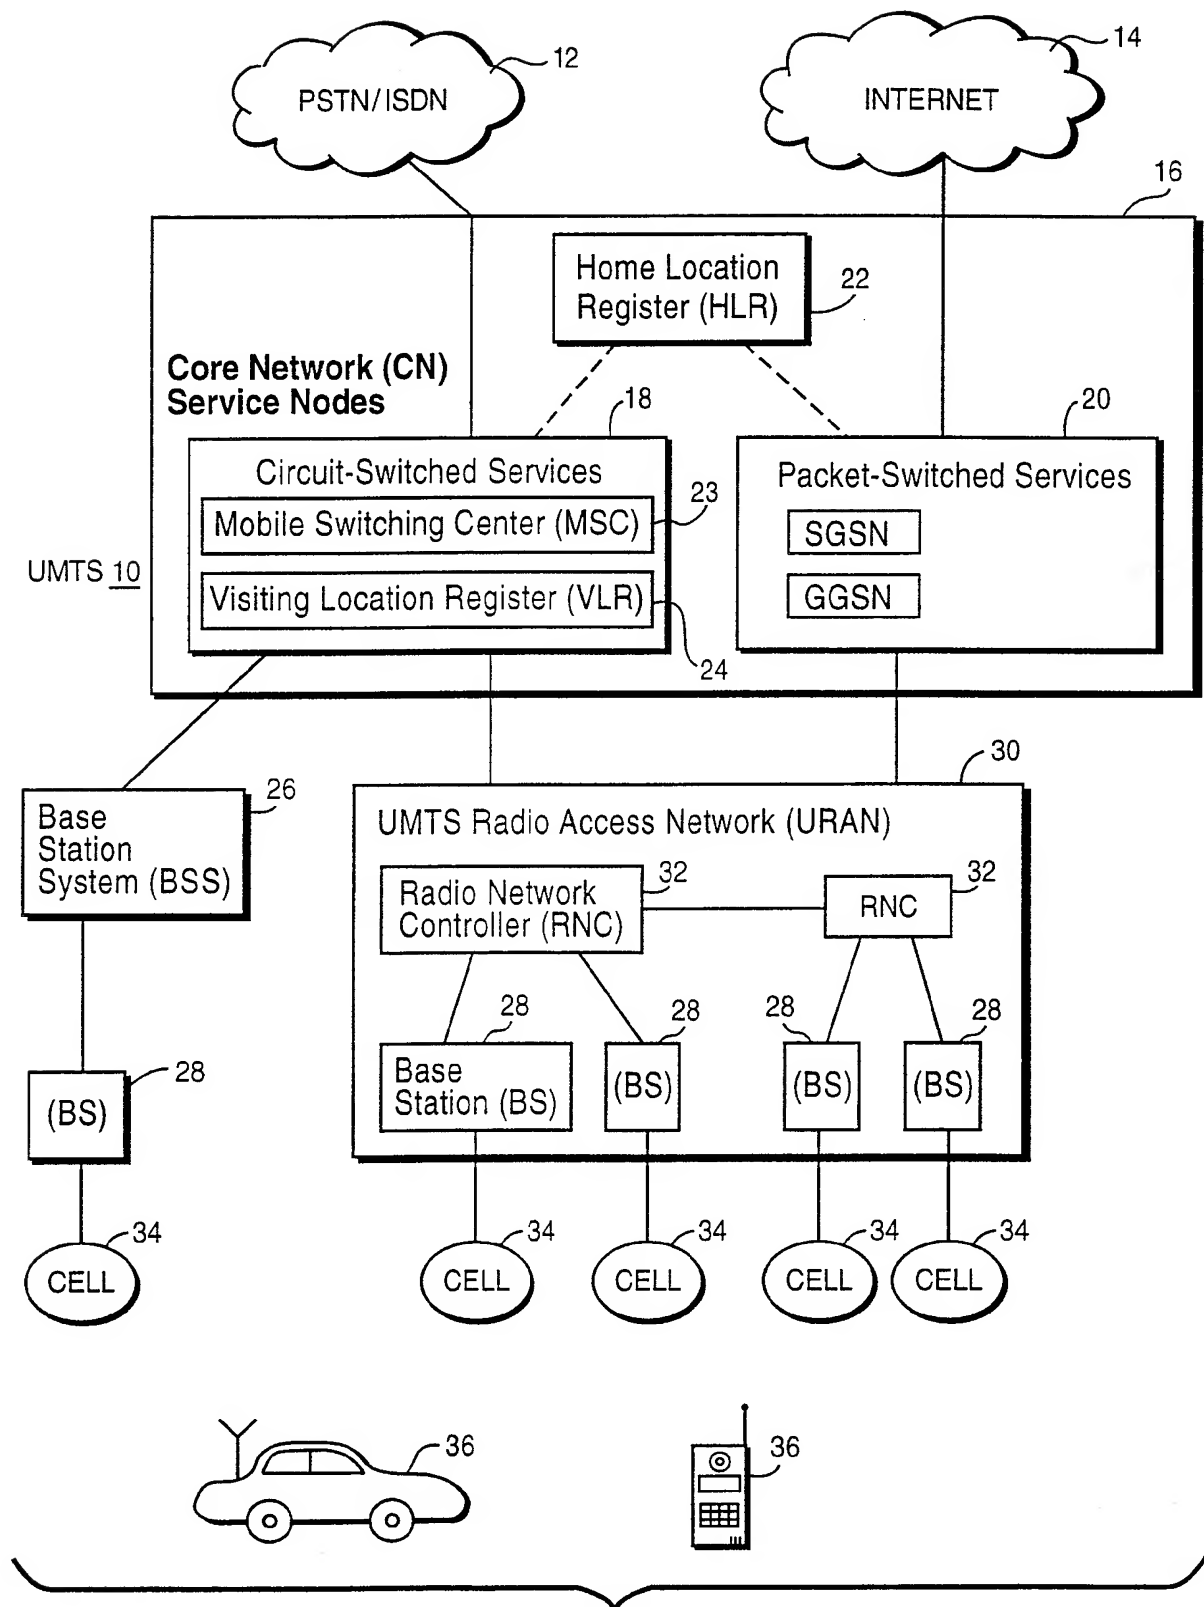 12
14
PSTN/ISDN
INTERNET
16
Home Location
Register (HLR)
22
Core Network (CN)
Service Nodes
18
20
Circuit-Switched Services
Packet-Switched Services
Mobile Switching Center (MSC)
23
SGSN
UMTS 10
Visiting Location Register (VLR)
GGSN
24
30
26
Base
Station
System (BSS)
UMTS Radio Access Network (URAN)
Radio Network
Controller (RNC)
32
RNC
32
28
28
28
28
Base
Station (BS)
(BS)
(BS)
(BS)
28
(BS)
34
34
34
34
34
CELL
CELL
CELL
CELL
CELL
36
36